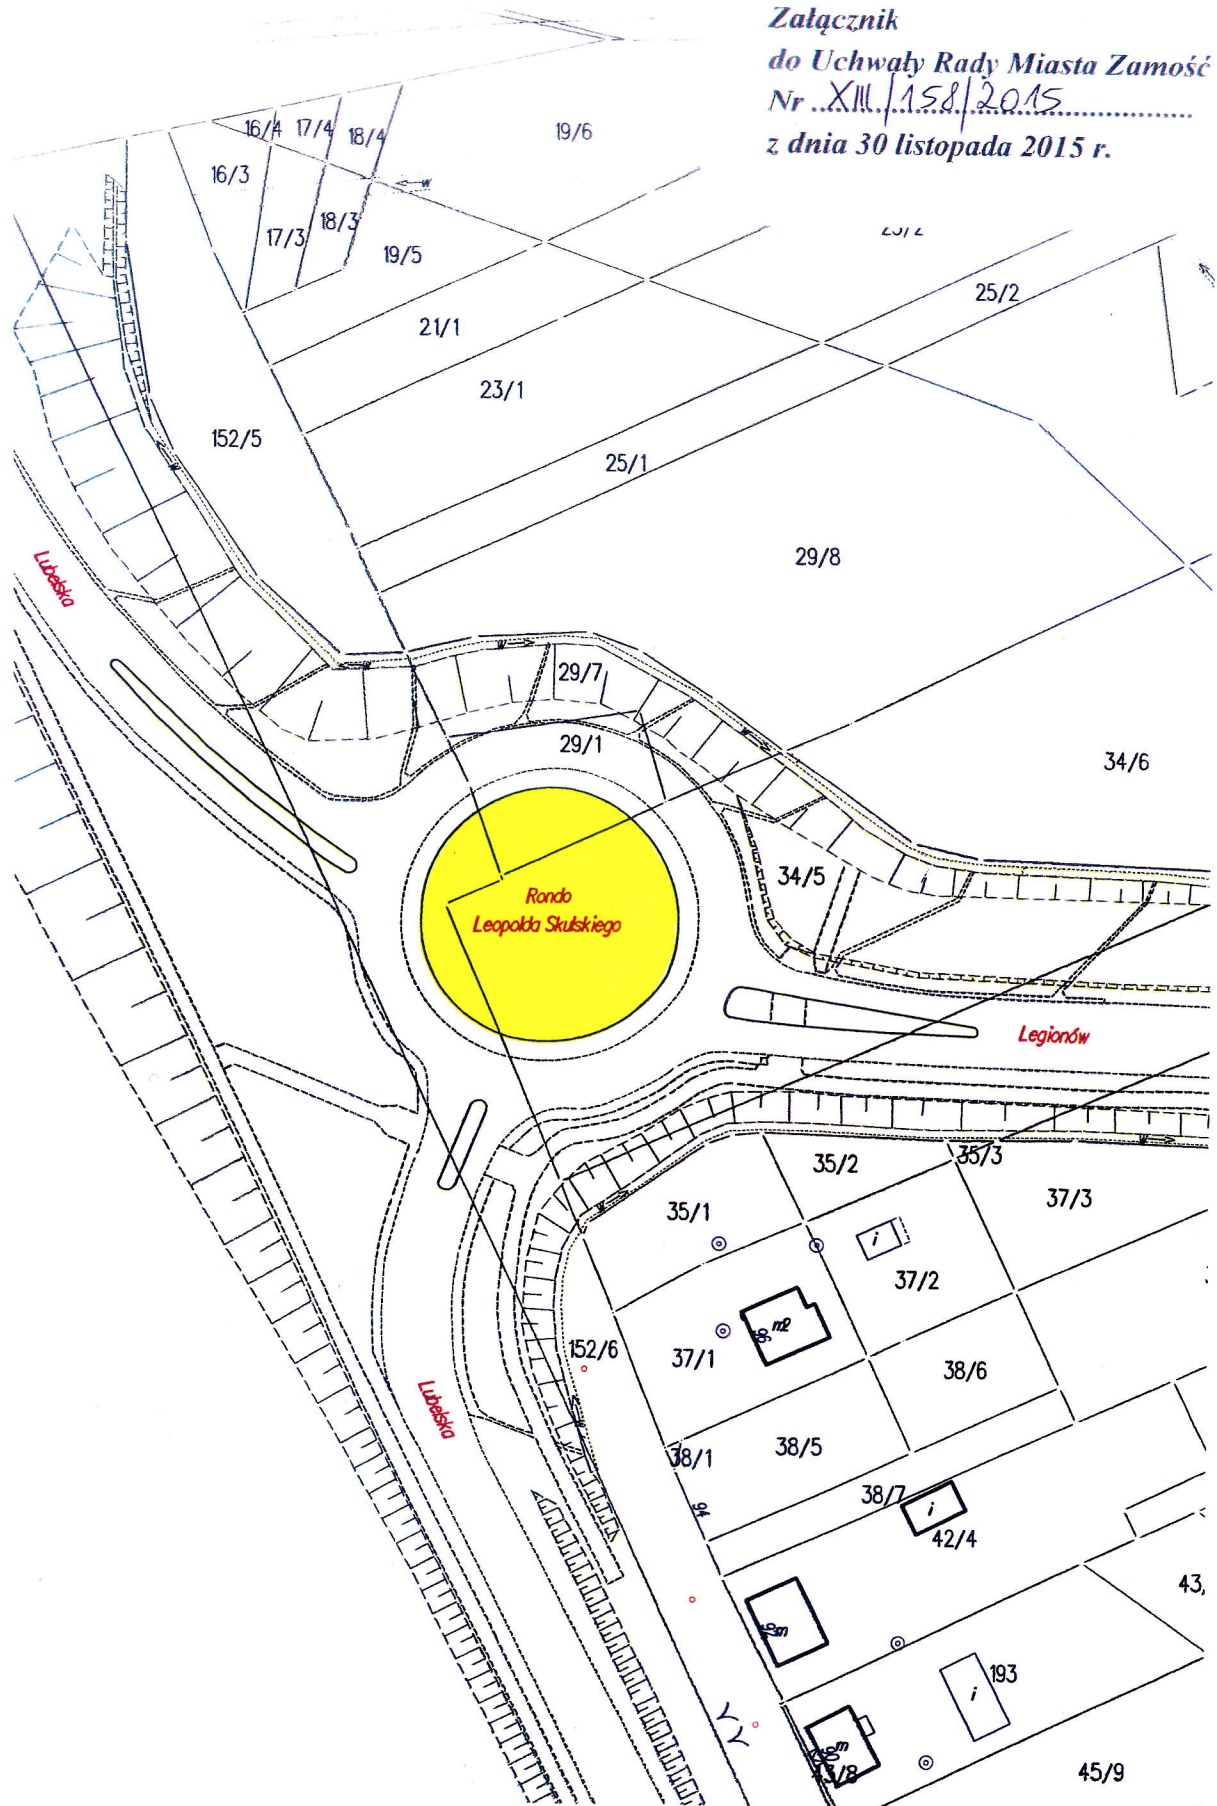 Załącznik
do Uchwały Rady Miasta Zamość
Nr ..XIII/158/2015
z dnia 30 listopada 2015 r.
16/4
17/4
18/4
19/6
16/3
17/3
18/3
19/5
25/2
21/1
23/1
152/5
25/1
29/8
Lubelska
29/7
29/1
34/6
34/5
Rondo
Leopolda Skulskiego
Legionów
35/2
35/3
35/1
37/3
37/2
m2
i
152/6
37/1
38/6
Lubelska
38/1
38/5
94
38/7
i
42/4
43,
m
193
i
m
43/8
45/9